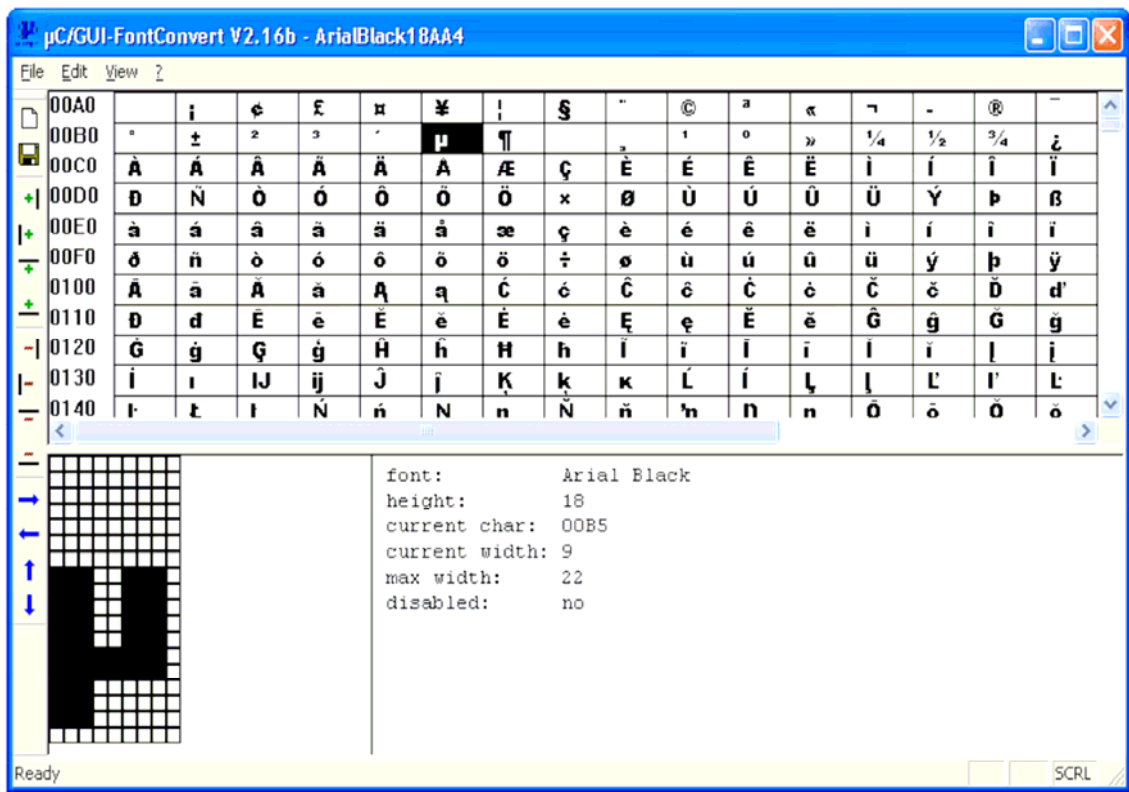 µC/GUI-FontConvert V2.16b - ArialBlack18AA4
File Edit View ?
00A0 ¡ ¢ £ ¤ ¥ ¦ § ¨ © ª « ¬ - ® ¯
00B0 ° ± ² ³ ´ µ ¶ ¸ ¹ º » ¼ ½ ¾ ¿
00C0 À Á Â Ã Ä Å Æ Ç È É Ê Ë Ì Í Î Ï
00D0 Ð Ñ Ò Ó Ô Õ Ö × Ø Ù Ú Û Ü Ý Þ ß
00E0 à á â ã ä å æ ç è é ê ë ì í î ï
00F0 ð ñ ò ó ô õ ö ÷ ø ù ú û ü ý þ ÿ
0100 Ā ā Ă ă Ą ą Ć ć Ĉ ĉ Ċ ċ Č č Ď ď
0110 Đ đ Ē ē Ĕ ĕ Ė ė Ę ę Ě ě Ĝ ĝ Ğ ğ
0120 Ġ ġ Ģ ģ Ĥ ĥ Ħ ħ Ĩ ĩ Ī ī Ĭ ĭ Į į
0130 İ ı IJ ij Ĵ ĵ Ķ ķ ĸ Ĺ ĺ Ļ ļ Ľ ľ Ŀ
0140 ŀ Ł ł Ń ń Ņ ņ Ň ň ŉ Ŋ ŋ Ō ō Ŏ ŏ
font: Arial Black
height: 18
current char: 00B5
current width: 9
max width: 22
disabled: no
Ready SCRL